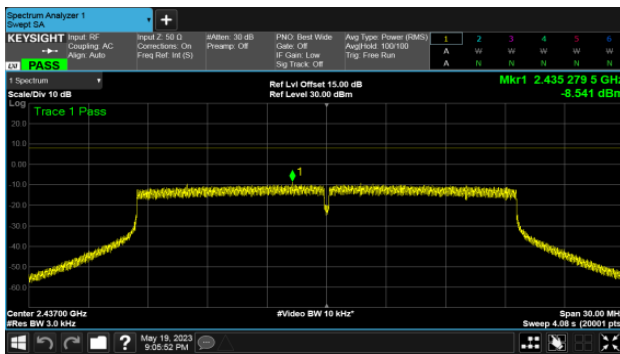 Spectrum Analyzer 1
Swept SA
+
KEYSIGHT
Input: RF
Coupling: AC
Align: Auto
Input Z: 50 Ω
Corrections: On
Freq Ref: Int (S)
#Atten: 30 dB
Preamp: Off
PNO: Best Wide
Gate: Off
IF Gain: Low
Sig Track: Off
Avg Type: Power (RMS)
Avg|Hold: 100/100
Trig: Free Run
1 2 3 4 5 6
A W W W W W
A N N N N N
LXI PASS
1 Spectrum
Scale/Div 10 dB
Ref Lvl Offset 15.00 dB
Ref Level 30.00 dBm
Mkr1 2.435 279 5 GHz
-8.541 dBm
Log
Trace 1 Pass
20.0
10.0
0.00
-10.0
1
-20.0
-30.0
-40.0
-50.0
-60.0
Center 2.43700 GHz
#Res BW 3.0 kHz
#Video BW 10 kHz*
Span 30.00 MHz
Sweep 4.08 s (20001 pts)
?
May 19, 2023
9:05:52 PM